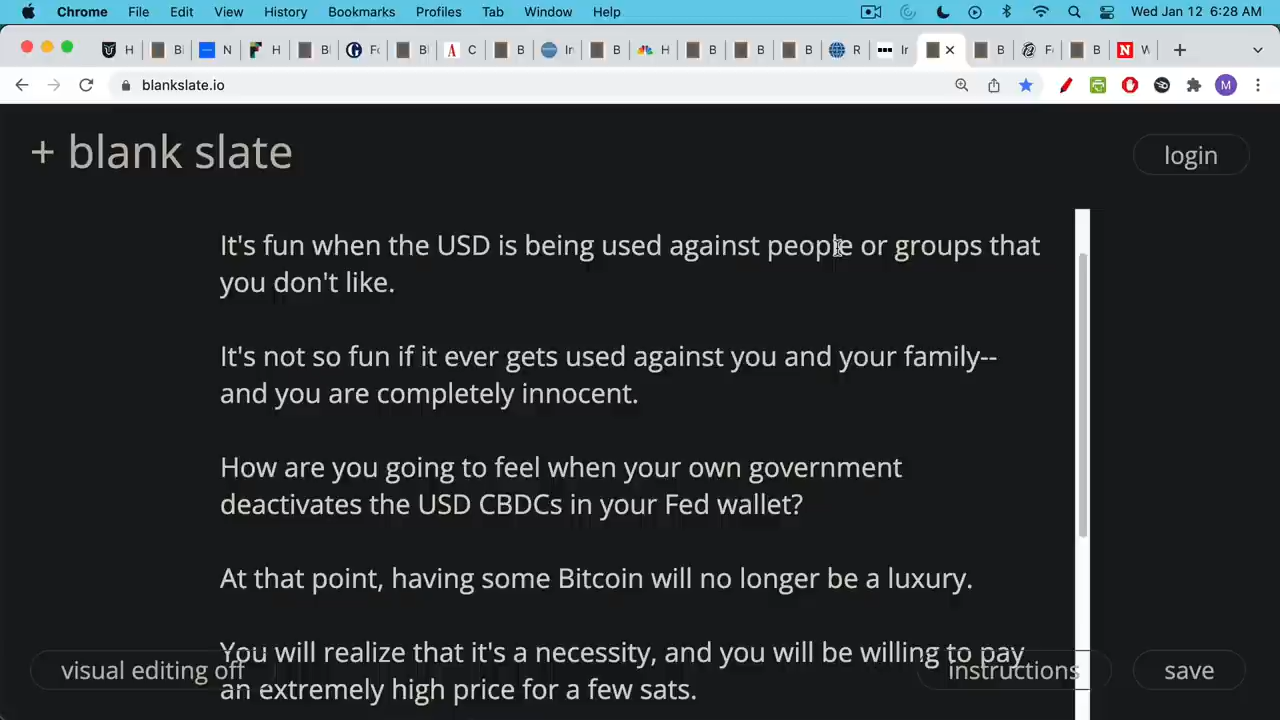 Chrome File Edit View History Bookmarks Profiles Tab Window Help Wed Jan 12 6:28 AM
H B N H B F B A C B I B H B B B R I B F B N W
blankslate.io M
+ blank slate
login
It's fun when the USD is being used against people or groups that
you don't like.
It's not so fun if it ever gets used against you and your family--
and you are completely innocent.
How are you going to feel when your own government
deactivates the USD CBDCs in your Fed wallet?
At that point, having some Bitcoin will no longer be a luxury.
You will realize that it's a necessity, and you will be willing to pay
visual editing off instructions save
an extremely high price for a few sats.